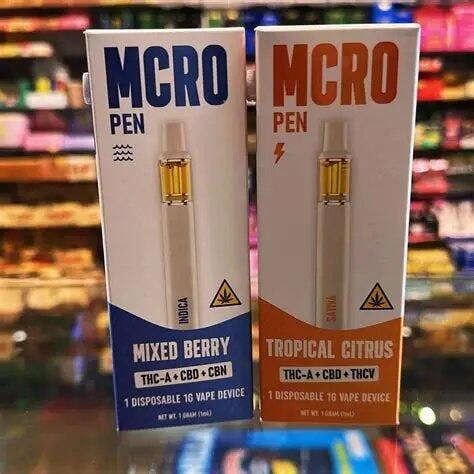 MCRO
PEN
INDICA
MIXED BERRY
THC-A + CBD + CBN
1 DISPOSABLE 1G VAPE DEVICE
NET WT. 1 GRAM (1mL)
MCRO
PEN
SATIVA
TROPICAL CITRUS
THC-A + CBD + THCV
1 DISPOSABLE 1G VAPE DEVICE
NET WT. 1 GRAM (1mL)